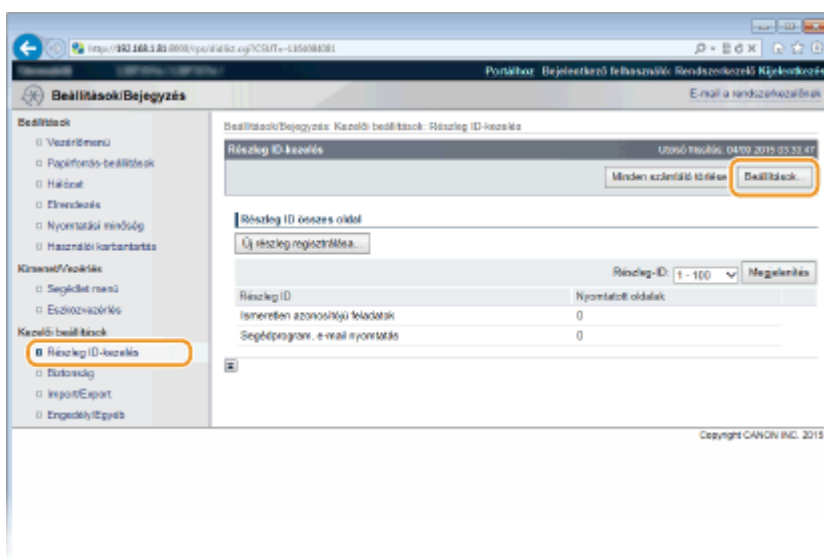 Portálhoz Bejelentkező felhasználó: Rendszerkezelő Kijelentkezés
Beállítások/Bejegyzés
E-mail a rendszerkezelőnek
Beállítások
Vezérlőmenü
Papírforrás-beállítások
Hálózat
Elrendezés
Nyomtatási minőség
Használói karbantartás
Kimenet/Vezérlés
Segédlet menü
Eszközvezérlés
Kezelői beállítások
Részleg ID-kezelés
Biztonság
Import/Export
Engedély/Egyéb
Beállítások/Bejegyzés: Kezelői beállítások: Részleg ID-kezelés
Részleg ID-kezelés
Utolsó frissítés: 04/09 2015 03:33:47
Minden számláló törlése
Beállítások...
Részleg ID összes oldal
Új részleg regisztrálása...
Részleg-ID: 1 - 100 Megjelenítés
Részleg ID Nyomtatott oldalak
Ismeretlen azonosítójú feladatok 0
Segédprogram, e-mail nyomtatás 0
Copyright CANON INC. 2015